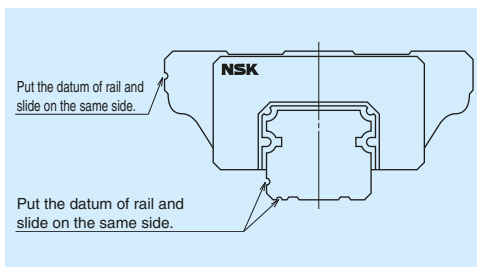 NSK
Put the datum of rail and
slide on the same side.
Put the datum of rail and
slide on the same side.